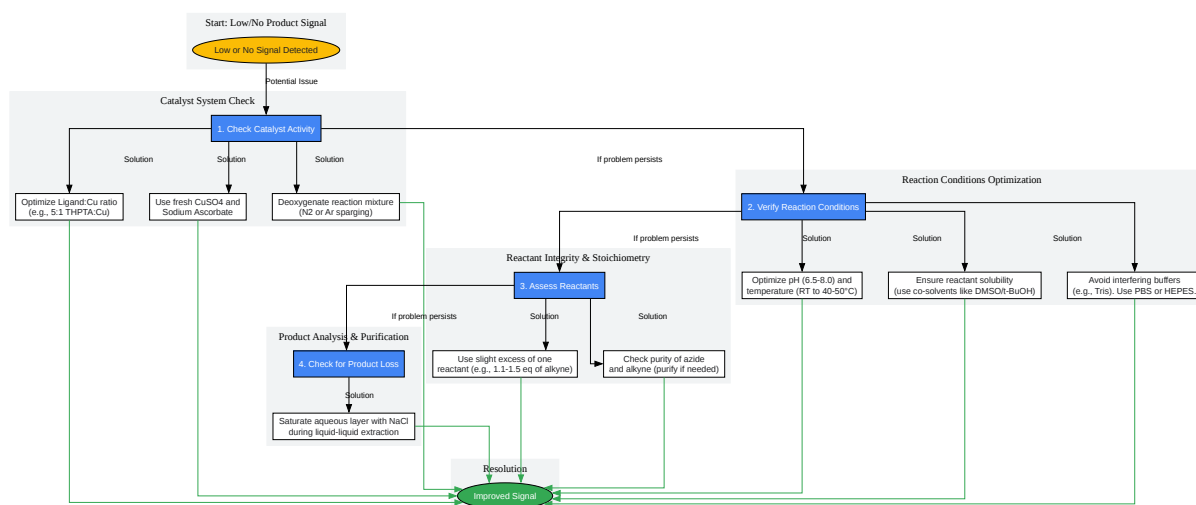 Start: Low/No Product Signal
Low or No Signal Detected
Potential Issue
Catalyst System Check
1. Check Catalyst Activity
Solution
Solution
Solution
If problem persists
Optimize Ligand:Cu ratio
(e.g., 5:1 THPTA:Cu)
Use fresh CuSO4 and
Sodium Ascorbate
Deoxygenate reaction mixture
(N2 or Ar sparging)
Reaction Conditions Optimization
2. Verify Reaction Conditions
If problem persists
Solution
Solution
Solution
Optimize pH (6.5-8.0) and
temperature (RT to 40-50°C)
Ensure reactant solubility
(use co-solvents like DMSO/t-BuOH)
Avoid interfering buffers
(e.g., Tris). Use PBS or HEPES.
Reactant Integrity & Stoichiometry
3. Assess Reactants
If problem persists
Solution
Solution
Use slight excess of one
reactant (e.g., 1.1-1.5 eq of alkyne)
Check purity of azide
and alkyne (purify if needed)
Product Analysis & Purification
4. Check for Product Loss
Solution
Saturate aqueous layer with NaCl
during liquid-liquid extraction
Resolution
Improved Signal